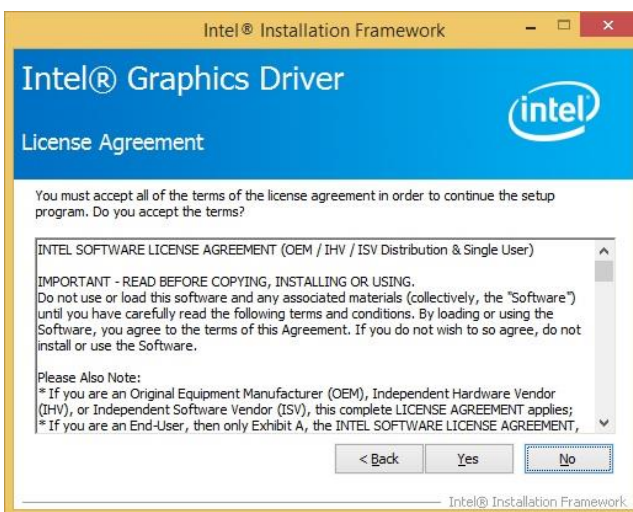 Intel® Installation Framework
Intel® Graphics Driver
intel
License Agreement
You must accept all of the terms of the license agreement in order to continue the setup
program. Do you accept the terms?
INTEL SOFTWARE LICENSE AGREEMENT (OEM / IHV / ISV Distribution & Single User)
IMPORTANT - READ BEFORE COPYING, INSTALLING OR USING.
Do not use or load this software and any associated materials (collectively, the "Software")
until you have carefully read the following terms and conditions. By loading or using the
Software, you agree to the terms of this Agreement. If you do not wish to so agree, do not
install or use the Software.
Please Also Note:
* If you are an Original Equipment Manufacturer (OEM), Independent Hardware Vendor
(IHV), or Independent Software Vendor (ISV), this complete LICENSE AGREEMENT applies;
* If you are an End-User, then only Exhibit A, the INTEL SOFTWARE LICENSE AGREEMENT,
< Back Yes No
Intel® Installation Framework